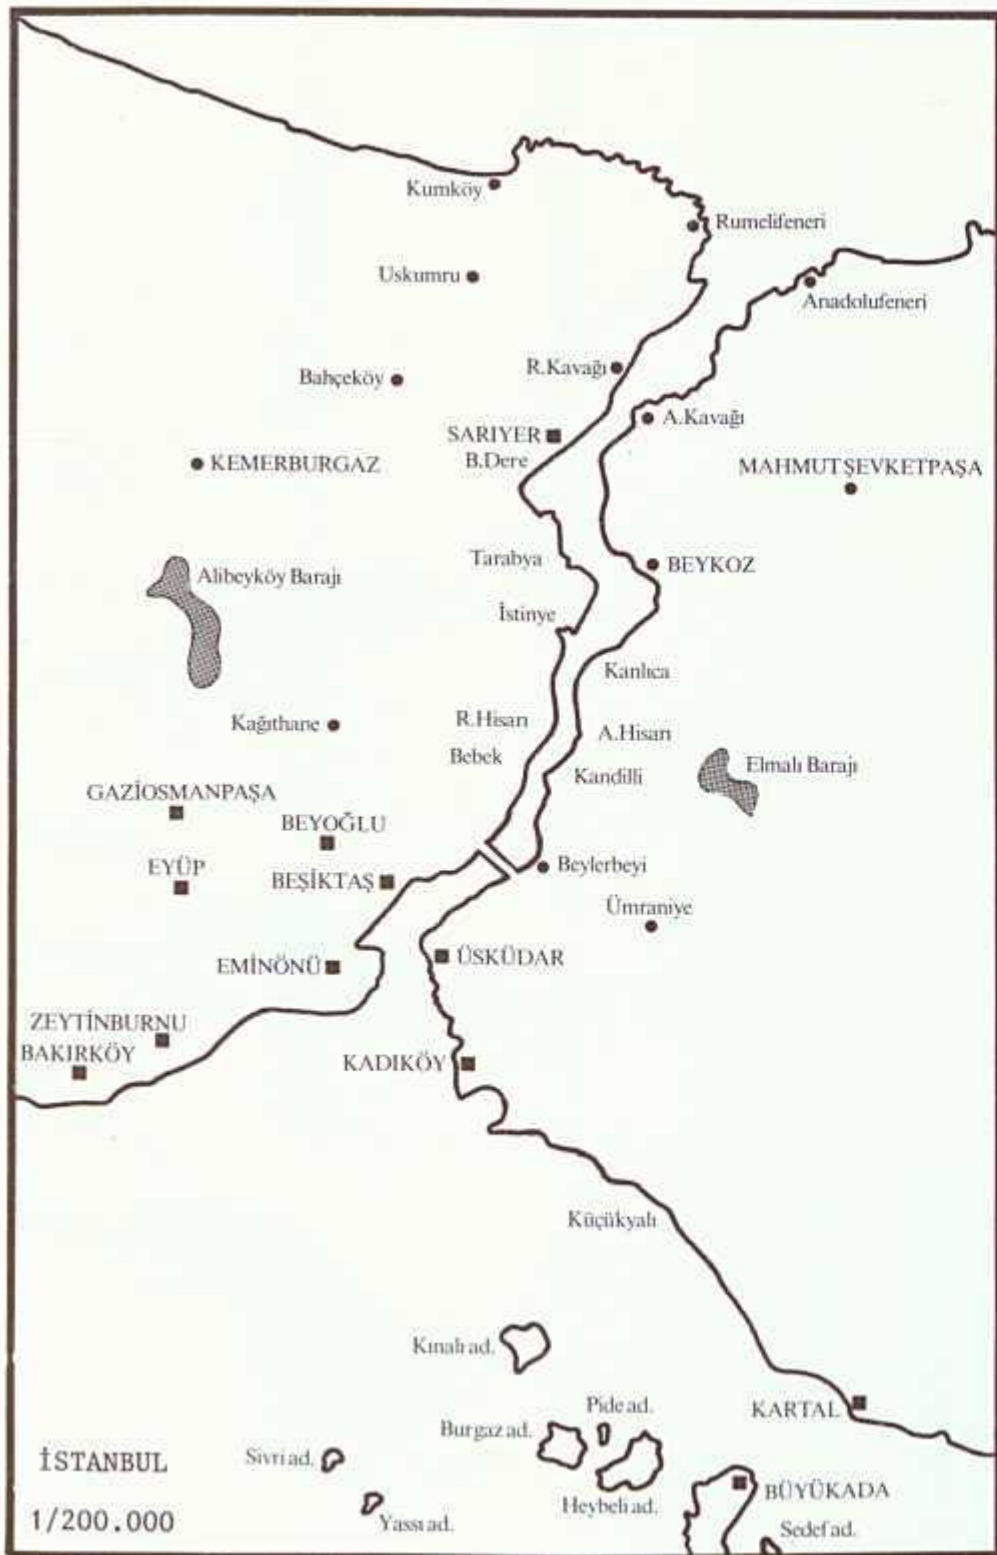 Kumköy
Rumelifeneri
Uskumru
Anadolufeneri
R.Kavağı
Bahçeköy
A.Kavağı
SARIYER
B.Dere
KEMERBURGAZ
MAHMUT ŞEVKETPAŞA
Tarabya
BEYKOZ
Alibeyköy Barajı
İstinye
Kanlıca
Kağıthane
R.Hisarı
A.Hisarı
Bebek
Elmalı Barajı
Kandilli
GAZİOSMANPAŞA
BEYOĞLU
EYÜP
BEŞİKTAŞ
Beylerbeyi
Ümraniye
EMİNÖNÜ
ÜSKÜDAR
ZEYTİNBURNU
BAKIRKÖY
KADIKÖY
Küçükyalı
Kınalı ad.
Pide ad.
KARTAL
Burgaz ad.
Sivri ad.
İSTANBUL
Heybeli ad.
BÜYÜKADA
1/200.000
Yassı ad.
Sedef ad.